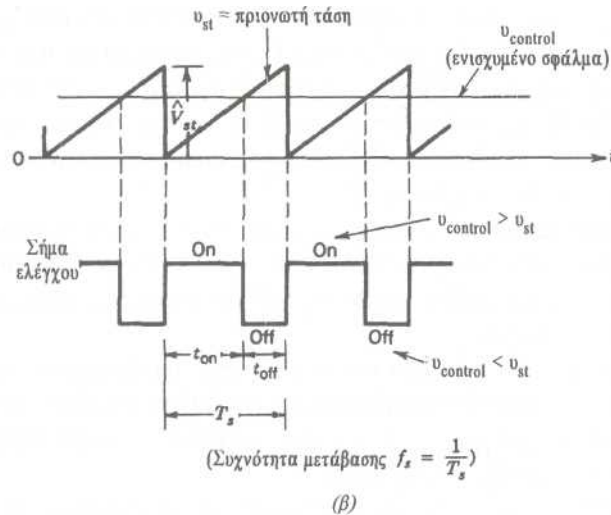 υst = πριονωτή τάση
υcontrol
(ενισχυμένο σφάλμα)
V̂st
0
t
Σήμα
ελέγχου
On
On
υcontrol > υst
Off
Off
ton
toff
υcontrol < υst
Ts
(Συχνότητα μετάβασης fs = 1/Ts)
(β)